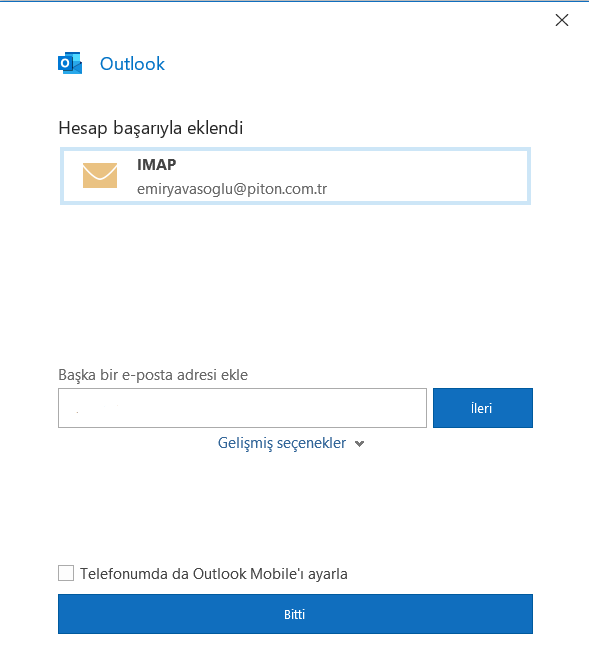 Outlook
Hesap başarıyla eklendi
IMAP
emiryavasoglu@piton.com.tr
Başka bir e-posta adresi ekle
İleri
Gelişmiş seçenekler
Telefonumda da Outlook Mobile'ı ayarla
Bitti